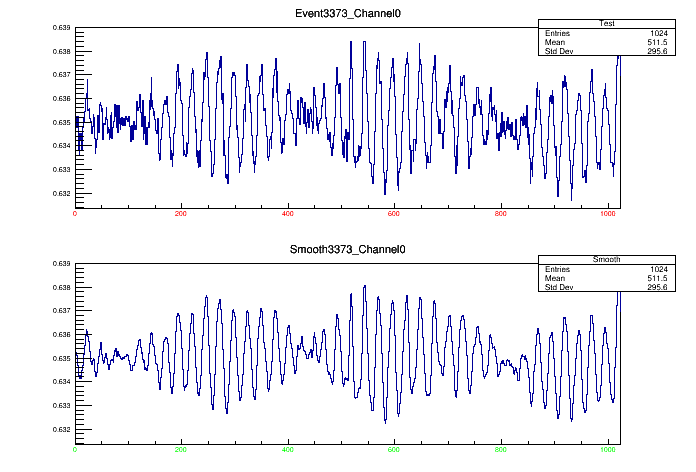 Event3373_Channel0
Test
Entries 1024
Mean 511.5
Std Dev 295.6
0.639
0.638
0.637
0.636
0.635
0.634
0.633
0.632
0 200 400 600 800 1000
Smooth3373_Channel0
Smooth
Entries 1024
Mean 511.5
Std Dev 295.6
0.639
0.638
0.637
0.636
0.635
0.634
0.633
0.632
0 200 400 600 800 1000